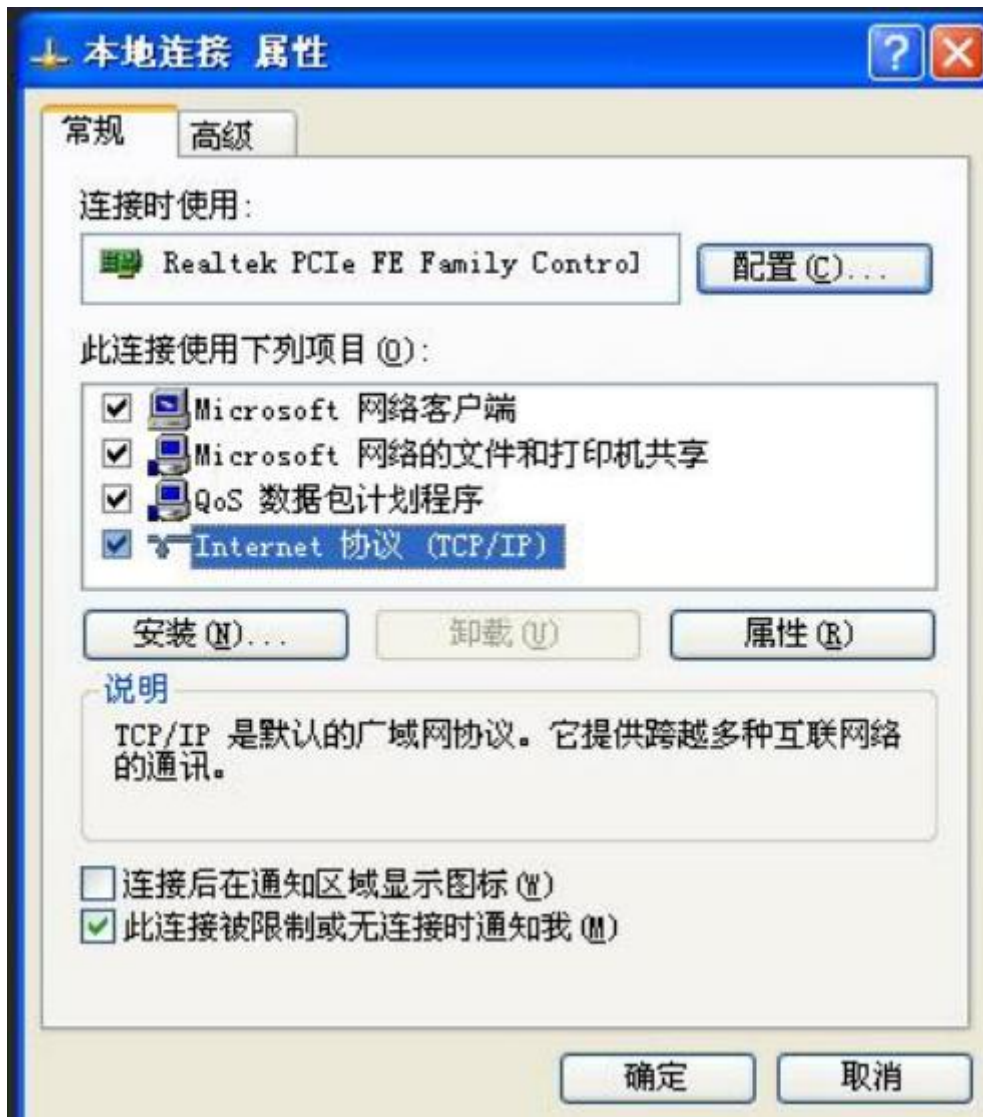 本地连接 属性
常规
高级
连接时使用:
Realtek PCIe FE Family Control
配置(C)...
此连接使用下列项目(O):
Microsoft 网络客户端
Microsoft 网络的文件和打印机共享
QoS 数据包计划程序
Internet 协议 (TCP/IP)
安装(N)...
卸载(U)
属性(R)
说明
TCP/IP 是默认的广域网协议。它提供跨越多种互联网络
的通讯。
连接后在通知区域显示图标(W)
此连接被限制或无连接时通知我(M)
确定
取消